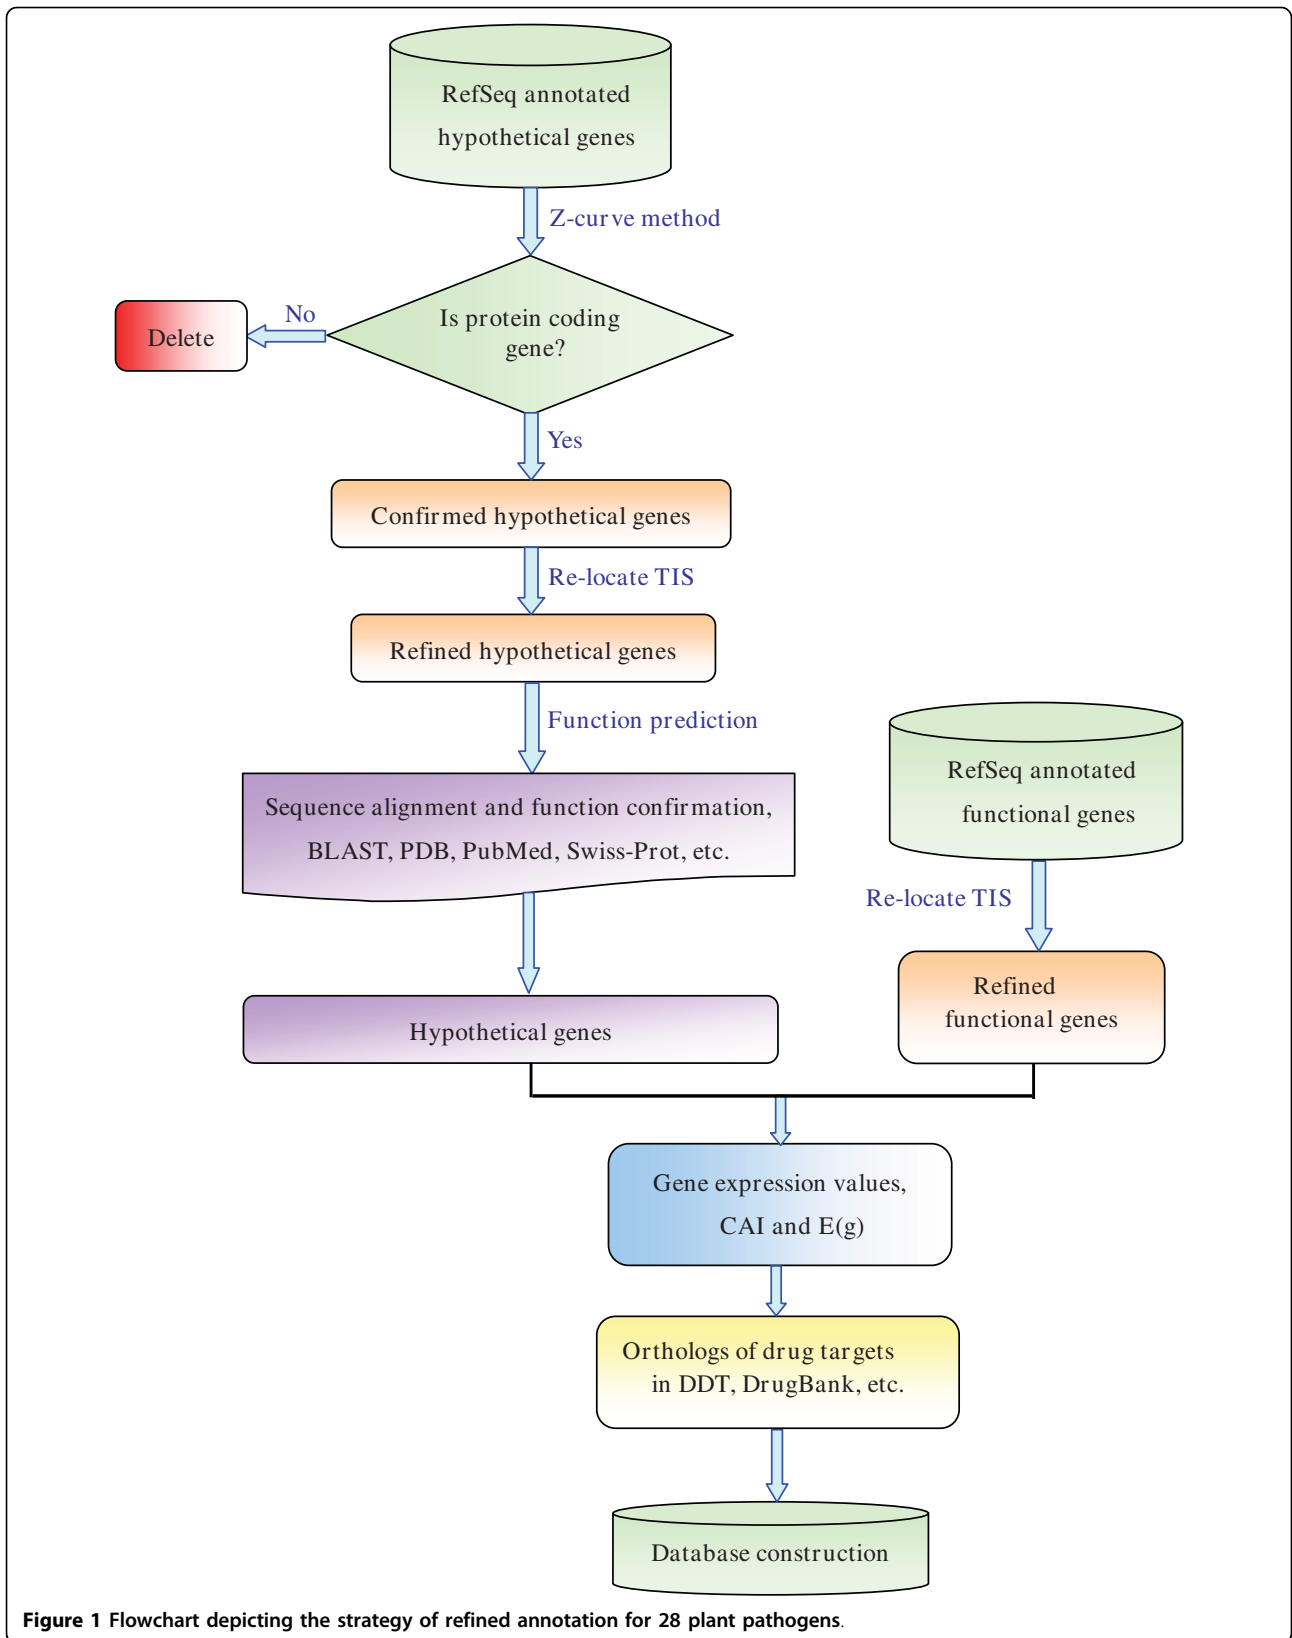 RefSeq annotated
hypothetical genes
Z-curve method
Is protein coding
gene?
No
Delete
Yes
Confirmed hypothetical genes
Re-locate TIS
Refined hypothetical genes
Function prediction
Sequence alignment and function confirmation,
BLAST, PDB, PubMed, Swiss-Prot, etc.
RefSeq annotated
functional genes
Re-locate TIS
Refined
functional genes
Hypothetical genes
Gene expression values,
CAI and E(g)
Orthologs of drug targets
in DDT, DrugBank, etc.
Database construction
Figure 1 Flowchart depicting the strategy of refined annotation for 28 plant pathogens.